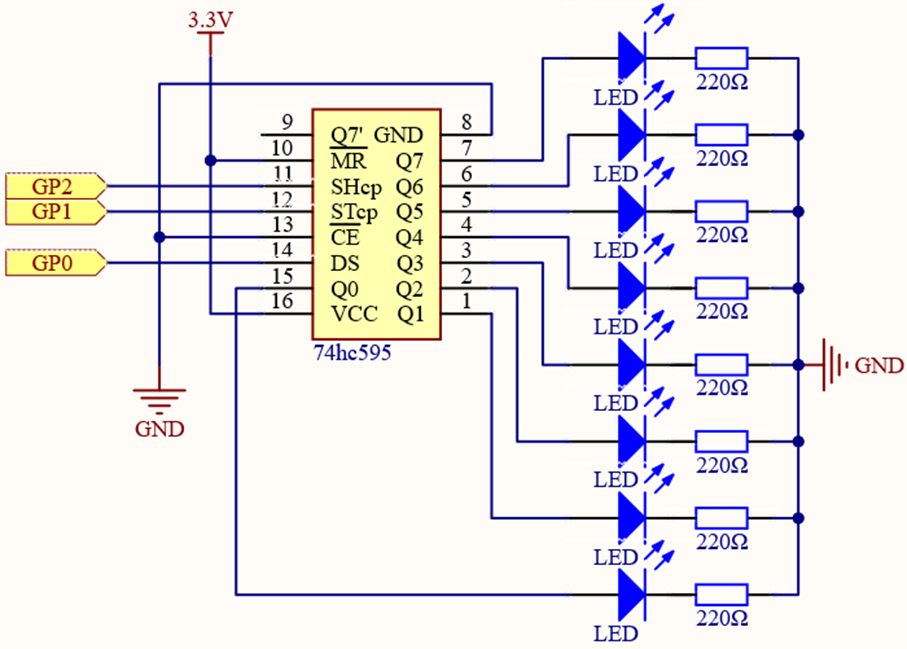 3.3V
LED
220Ω
9 Q7' GND 8
10 MR Q7 7
LED
220Ω
GP2 11 SHcp Q6 6
GP1 12 STcp Q5 5
13 CE Q4 4
LED
220Ω
GP0 14 DS Q3 3
15 Q0 Q2 2
16 VCC Q1 1
LED
220Ω
74hc595
GND
LED
220Ω
GND
LED
220Ω
LED
220Ω
LED
220Ω